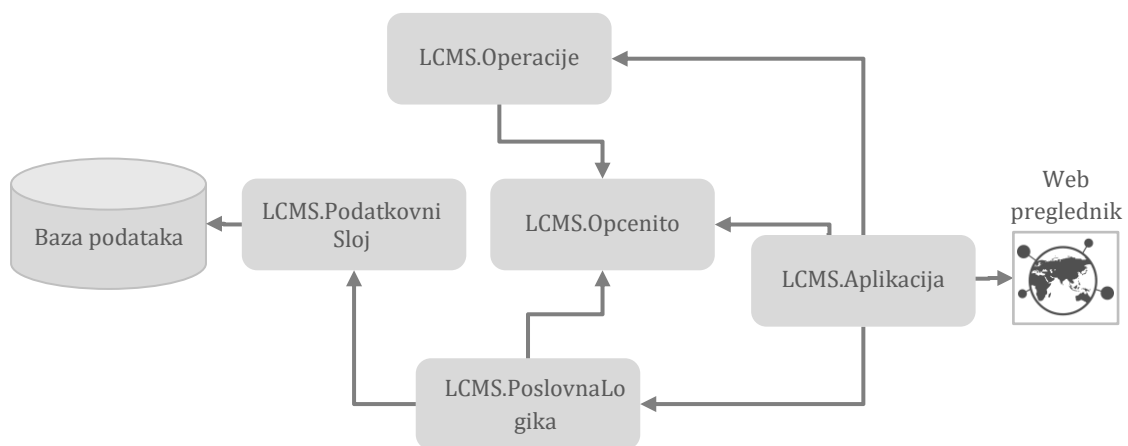 LCMS.Operacije
Baza podataka
LCMS.Podatkovni
Sloj
LCMS.Opcenito
LCMS.Aplikacija
Web
preglednik
LCMS.PoslovnaLo
gika